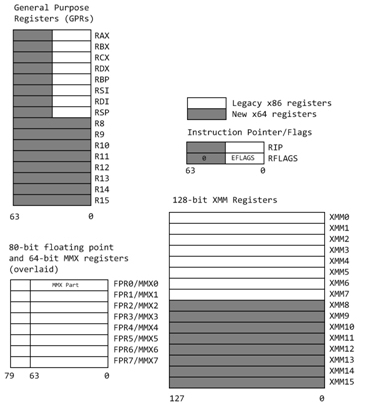 General Purpose
Registers (GPRs)
RAX
RBX
RCX
RDX
RBP
RSI
RDI
RSP
R8
R9
R10
R11
R12
R13
R14
R15
63 0
Legacy x86 registers
New x64 registers
Instruction Pointer/Flags
RIP
0 EFLAGS RFLAGS
63 0
128-bit XMM Registers
XMM0
XMM1
XMM2
XMM3
XMM4
XMM5
XMM6
XMM7
XMM8
XMM9
XMM10
XMM11
XMM12
XMM13
XMM14
XMM15
127 0
80-bit floating point
and 64-bit MMX registers
(overlaid)
MMX Part FPR0/MMX0
FPR1/MMX1
FPR2/MMX2
FPR3/MMX3
FPR4/MMX4
FPR5/MMX5
FPR6/MMX6
FPR7/MMX7
79 63 0